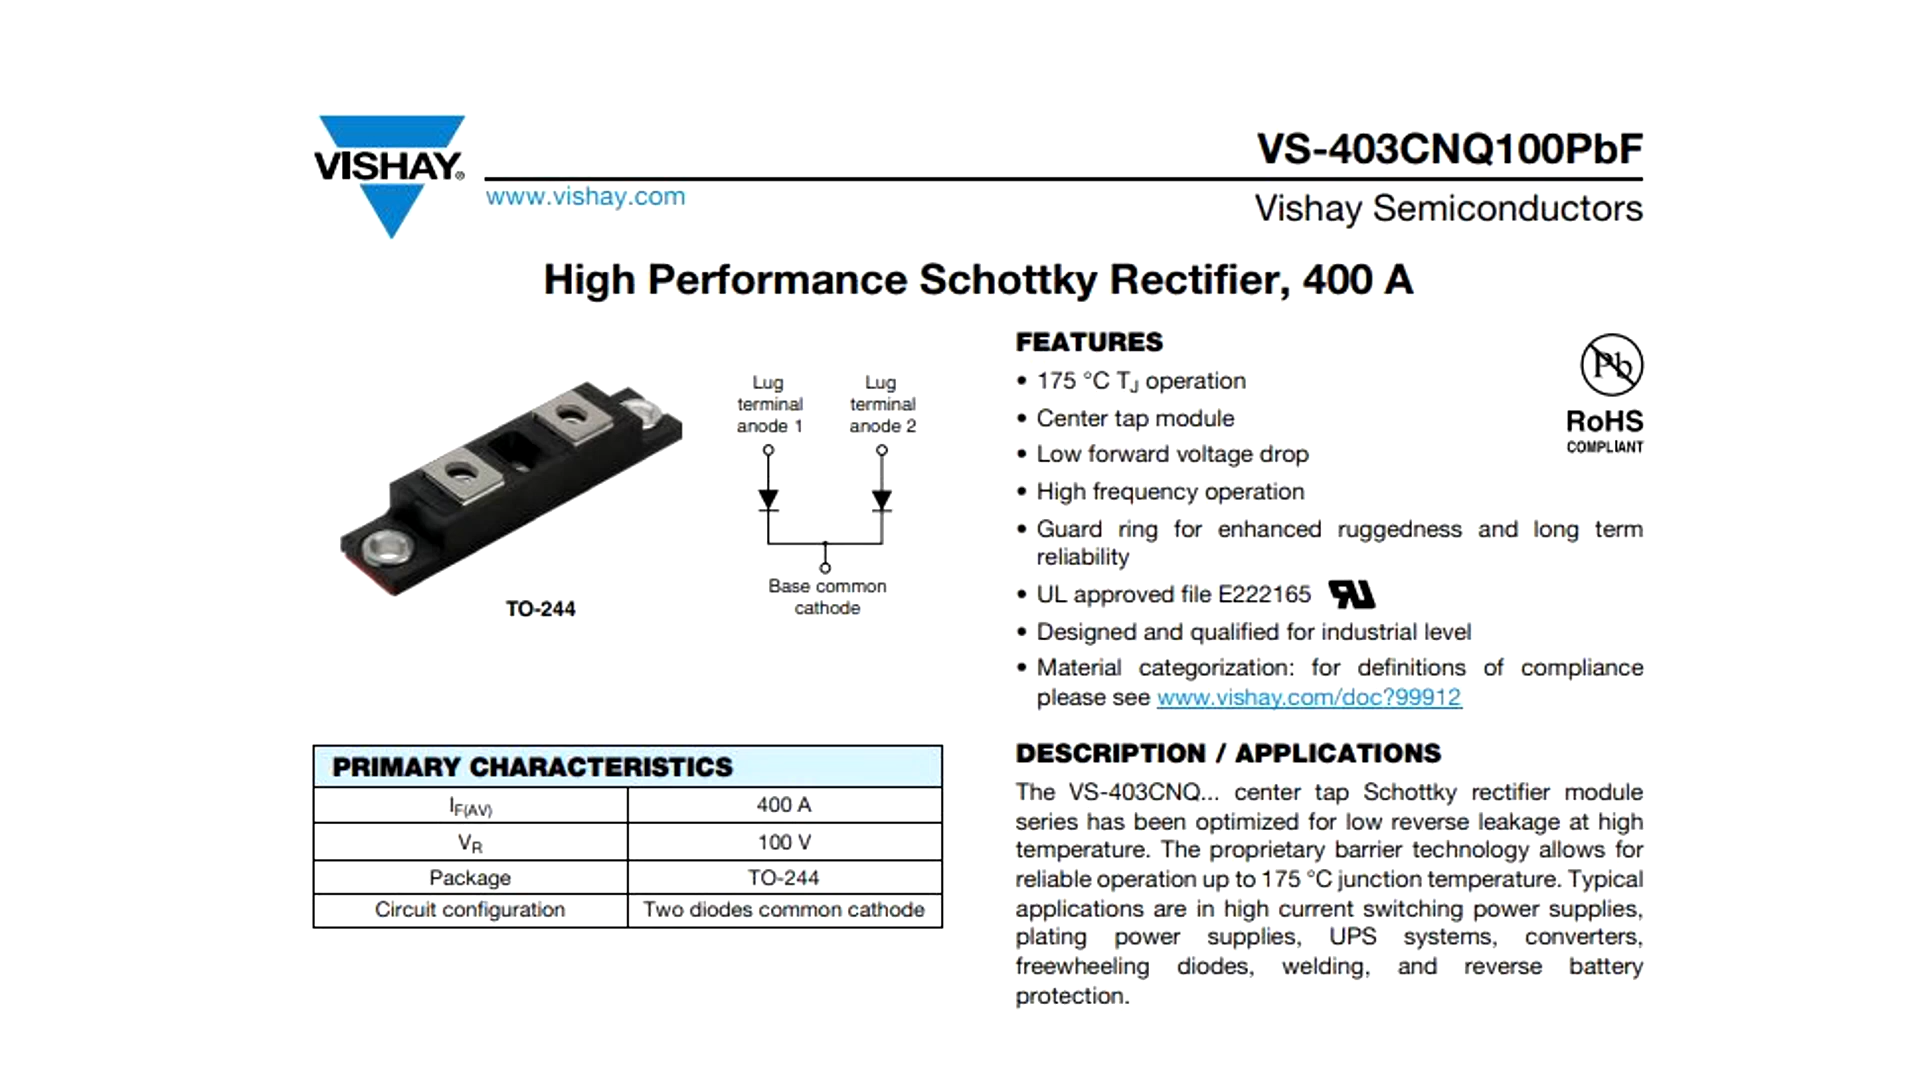 VISHAY®
www.vishay.com
VS-403CNQ100PbF
Vishay Semiconductors
High Performance Schottky Rectifier, 400 A
Lug
terminal
anode 1
Lug
terminal
anode 2
Base common
cathode
TO-244
FEATURES
• 175 °C TJ operation
• Center tap module
• Low forward voltage drop
• High frequency operation
• Guard ring for enhanced ruggedness and long term
reliability
• UL approved file E222165
• Designed and qualified for industrial level
• Material categorization: for definitions of compliance
please see www.vishay.com/doc?99912
Pb
RoHS
COMPLIANT
PRIMARY CHARACTERISTICS
IF(AV) 400 A
VR 100 V
Package TO-244
Circuit configuration Two diodes common cathode
DESCRIPTION / APPLICATIONS
The VS-403CNQ... center tap Schottky rectifier module
series has been optimized for low reverse leakage at high
temperature. The proprietary barrier technology allows for
reliable operation up to 175 °C junction temperature. Typical
applications are in high current switching power supplies,
plating power supplies, UPS systems, converters,
freewheeling diodes, welding, and reverse battery
protection.